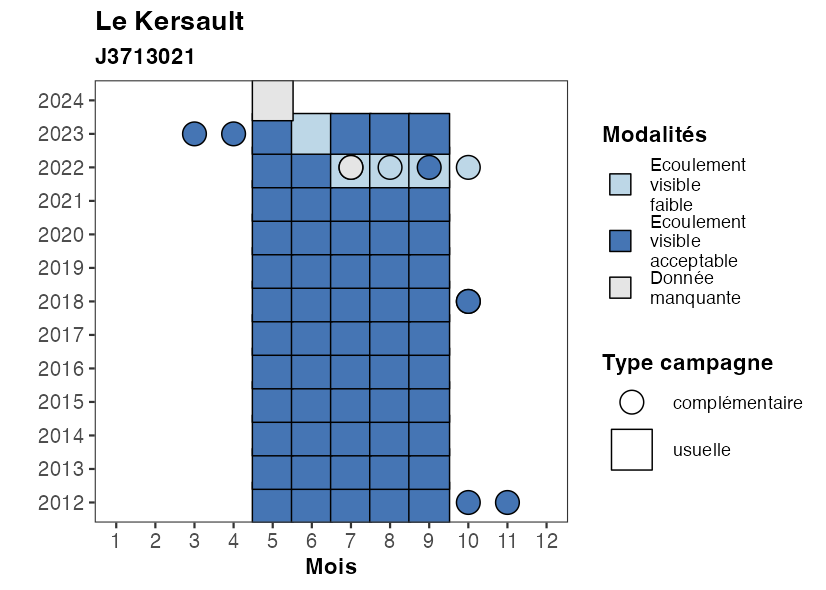 Le Kersault
J3713021
2024
2023
2022
2021
2020
2019
2018
2017
2016
2015
2014
2013
2012
1 2 3 4 5 6 7 8 9 10 11 12
Mois
Modalités
Ecoulement
visible
faible
Ecoulement
visible
acceptable
Donnée
manquante
Type campagne
complémentaire
usuelle